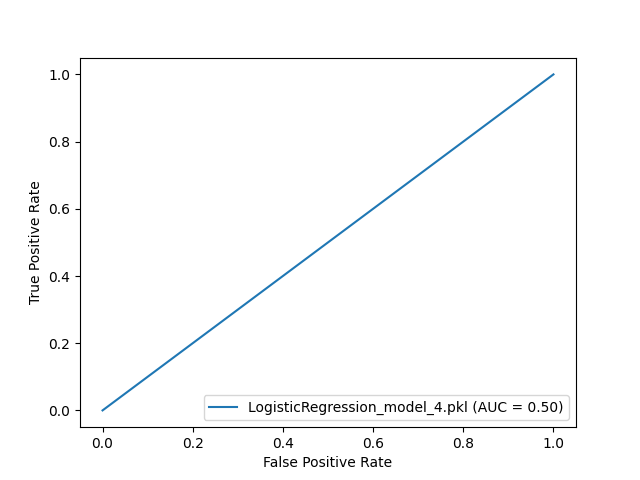 1.0
0.8
0.6
0.4
0.2
0.0
True Positive Rate
LogisticRegression_model_4.pkl (AUC = 0.50)
0.0 0.2 0.4 0.6 0.8 1.0
False Positive Rate